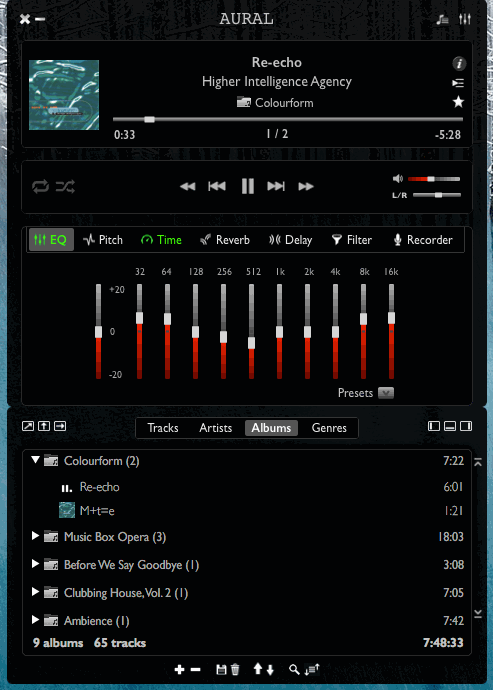 AURAL
Re-echo
Higher Intelligence Agency
Colourform
0:33 1 / 2 -5:28
L/R
EQ Pitch Time Reverb Delay Filter Recorder
32 64 128 256 512 1k 2k 4k 8k 16k
+20
0
-20
Presets
Tracks Artists Albums Genres
Colourform (2) 7:22
Re-echo 6:01
M+t=e 1:21
Music Box Opera (3) 18:03
Before We Say Goodbye (1) 3:08
Clubbing House, Vol. 2 (1) 7:05
Ambience (1) 7:42
9 albums 65 tracks 7:48:33